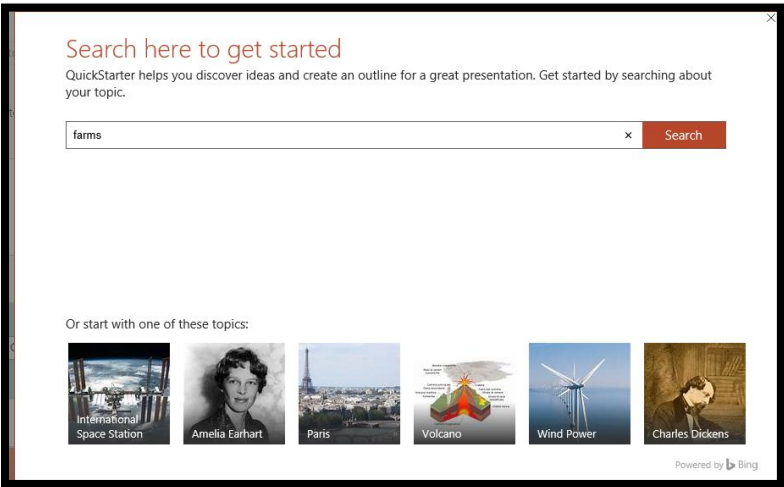 Search here to get started
QuickStarter helps you discover ideas and create an outline for a great presentation. Get started by searching about
your topic.
farms
Search
Or start with one of these topics:
International
Space Station
Amelia Earhart
Paris
Volcano
Wind Power
Charles Dickens
Powered by Bing